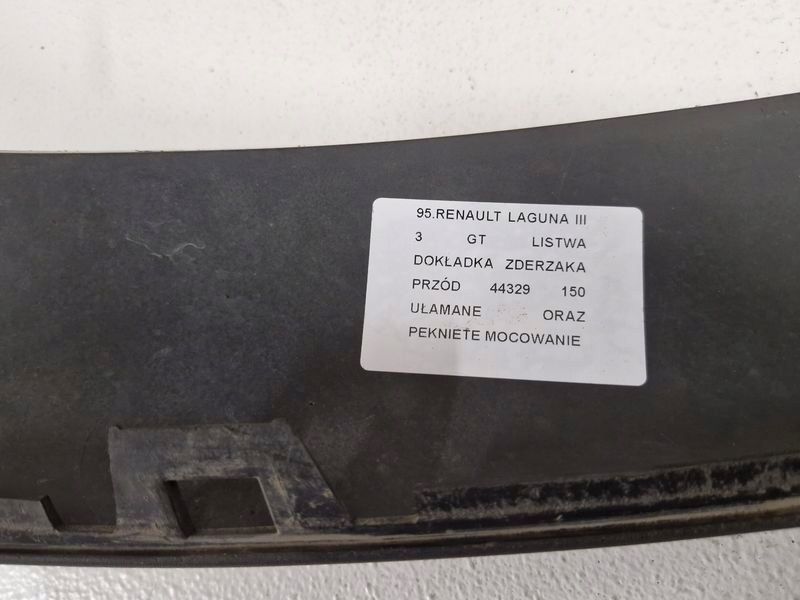 95.RENAULT LAGUNA III
3 GT LISTWA
DOKŁADKA ZDERZAKA
PRZÓD 44329 150
UŁAMANE ORAZ
PEKNIETE MOCOWANIE